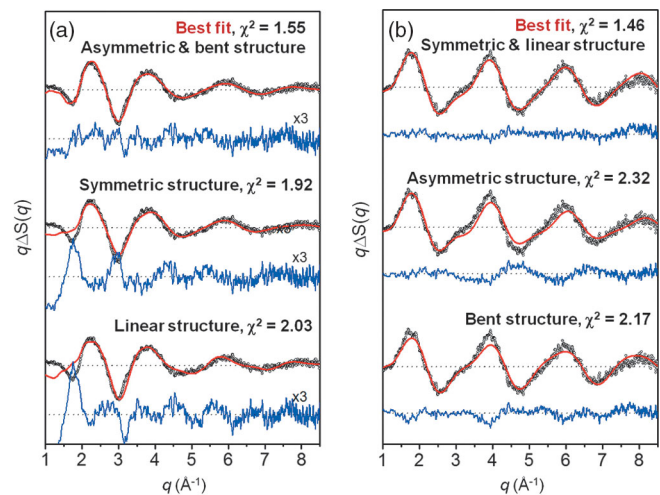 (a)
Best fit, χ² = 1.55
Asymmetric & bent structure
x3
Symmetric structure, χ² = 1.92
x3
Linear structure, χ² = 2.03
x3
qΔS(q)
1 2 3 4 5 6 7 8
q (Å⁻¹)
(b)
Best fit, χ² = 1.46
Symmetric & linear structure
Asymmetric structure, χ² = 2.32
Bent structure, χ² = 2.17
qΔS(q)
1 2 3 4 5 6 7 8
q (Å⁻¹)